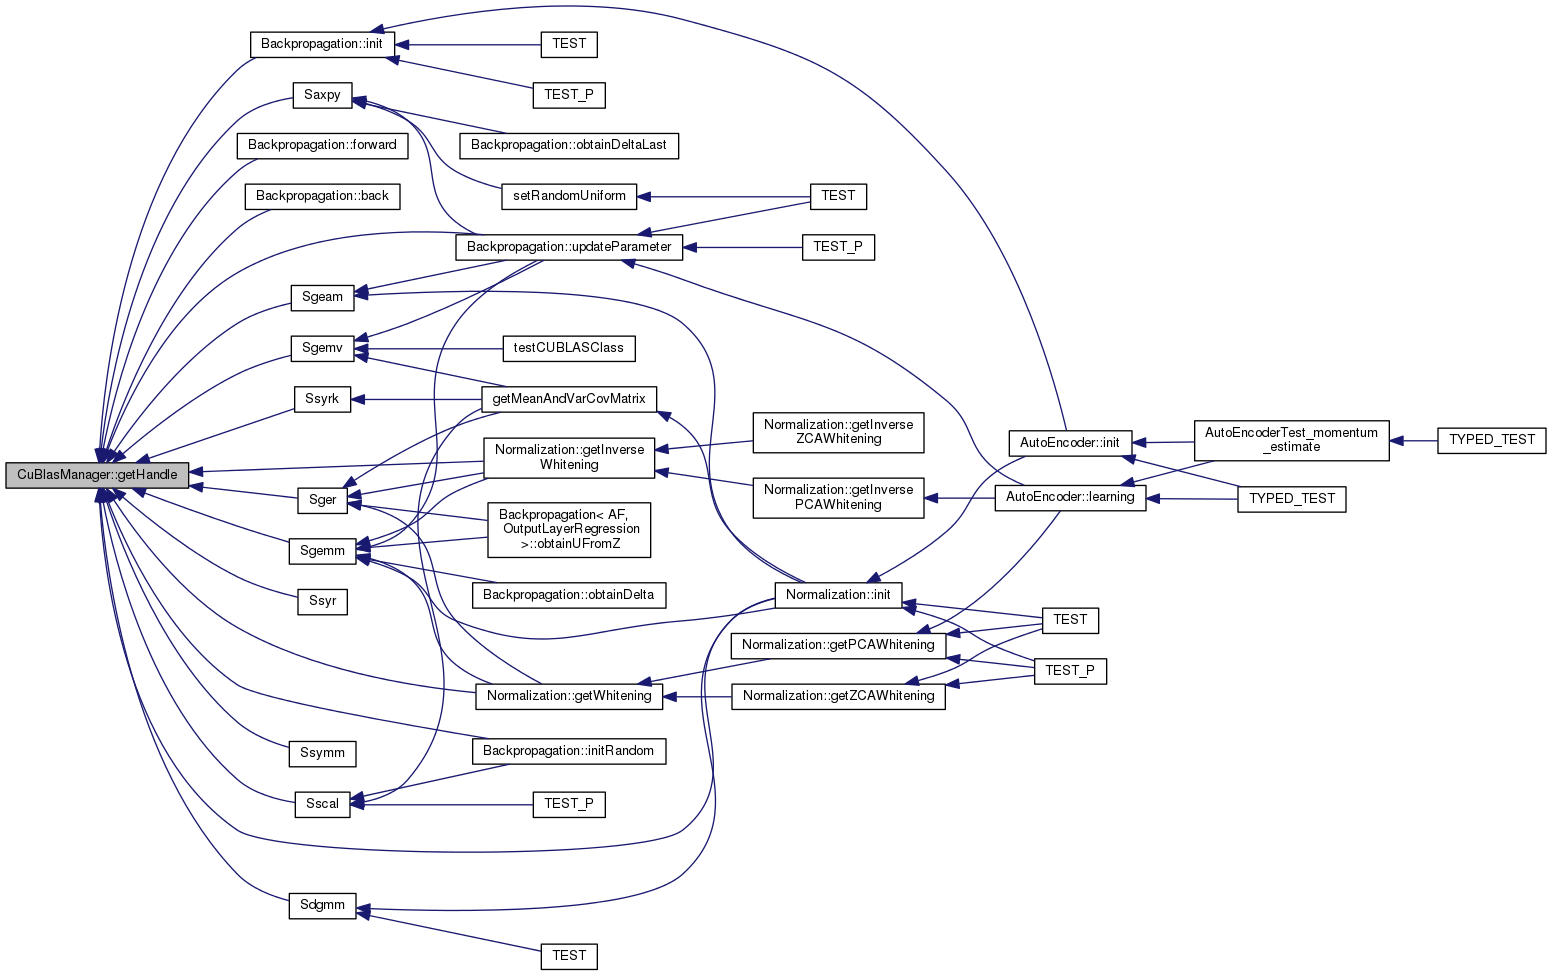 Backpropagation::init
TEST
TEST_P
Saxpy
Backpropagation::forward
Backpropagation::obtainDeltaLast
Backpropagation::back
setRandomUniform
TEST
Backpropagation::updateParameter
TEST_P
Sgeam
Sgemv
testCUBLASClass
Ssyrk
getMeanAndVarCovMatrix
Normalization::getInverse
ZCAWhitening
AutoEncoder::init
AutoEncoderTest_momentum
_estimate
TYPED_TEST
CuBlasManager::getHandle
Normalization::getInverse
Whitening
Sger
Normalization::getInverse
PCAWhitening
AutoEncoder::learning
TYPED_TEST
Backpropagation< AF,
OutputLayerRegression
>::obtainUFromZ
Sgemm
Backpropagation::obtainDelta
Ssyr
Normalization::init
TEST
Normalization::getPCAWhitening
TEST_P
Normalization::getWhitening
Normalization::getZCAWhitening
Ssymm
Backpropagation::initRandom
Sscal
TEST_P
Sdgmm
TEST